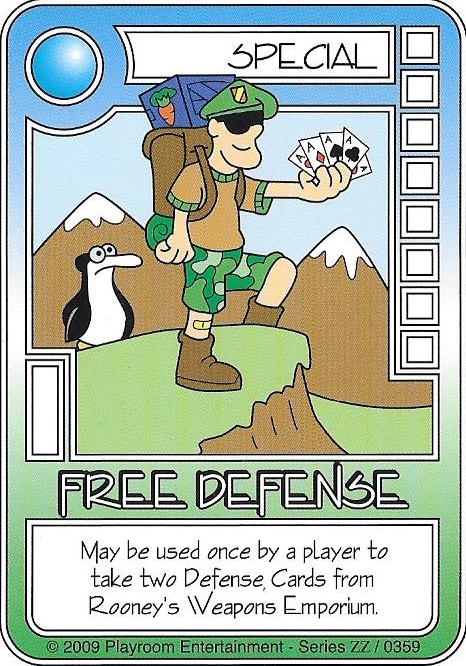 SPECIAL
A A A A
FREE DEFENSE
May be used once by a player to
take two Defense Cards from
Rooney's Weapons Emporium.
© 2009 Playroom Entertainment - Series ZZ / 0359